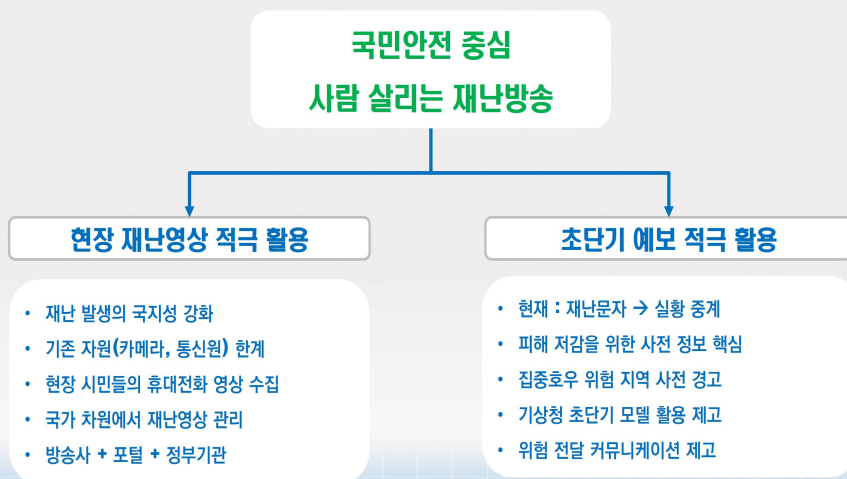 국민안전 중심
사람 살리는 재난방송
현장 재난영상 적극 활용
• 재난 발생의 국지성 강화
• 기존 자원(카메라, 통신원) 한계
• 현장 시민들의 휴대전화 영상 수집
• 국가 차원에서 재난영상 관리
• 방송사 + 포털 + 정부기관
초단기 예보 적극 활용
• 현재 : 재난문자 → 실황 중계
• 피해 저감을 위한 사전 정보 핵심
• 집중호우 위험 지역 사전 경고
• 기상청 초단기 모델 활용 제고
• 위험 전달 커뮤니케이션 제고